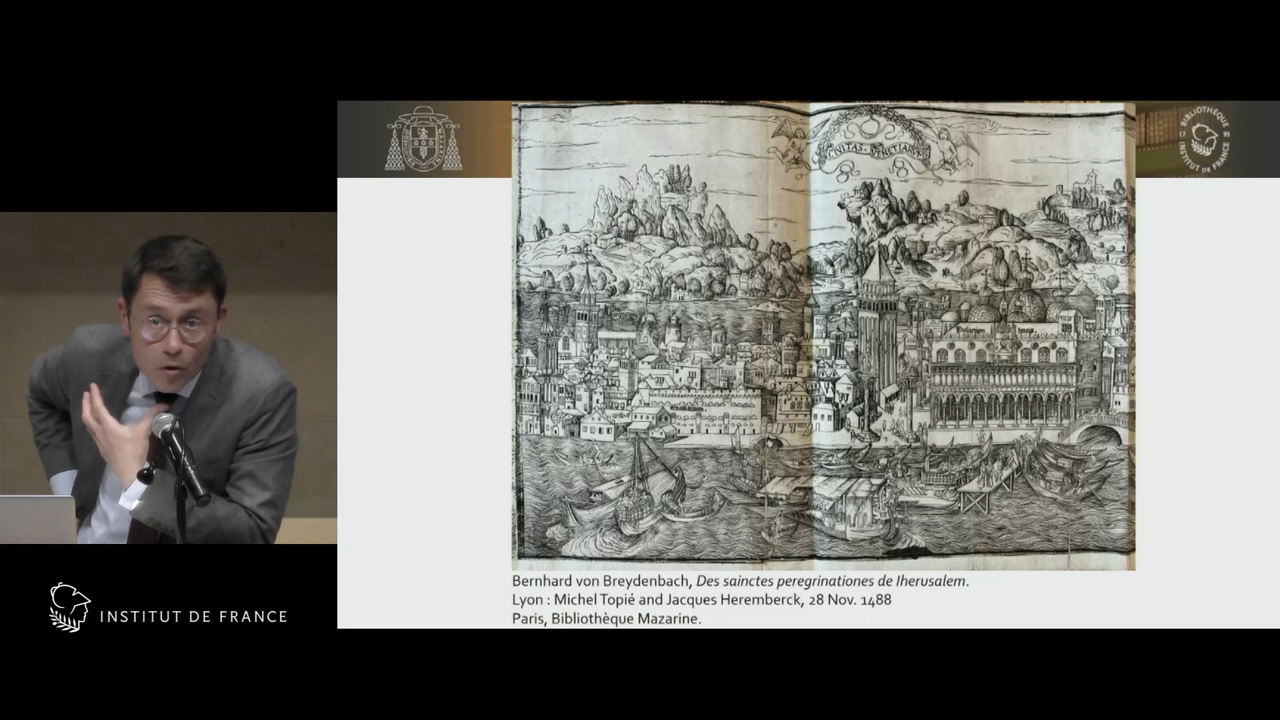 BIBLIOTHÈQUE
INSTITUT DE FRANCE
CIVITAS · VENETIARUM
Bernhard von Breydenbach, Des sainctes peregrinationes de Iherusalem.
Lyon : Michel Topié and Jacques Heremberck, 28 Nov. 1488
Paris, Bibliothèque Mazarine.
INSTITUT DE FRANCE